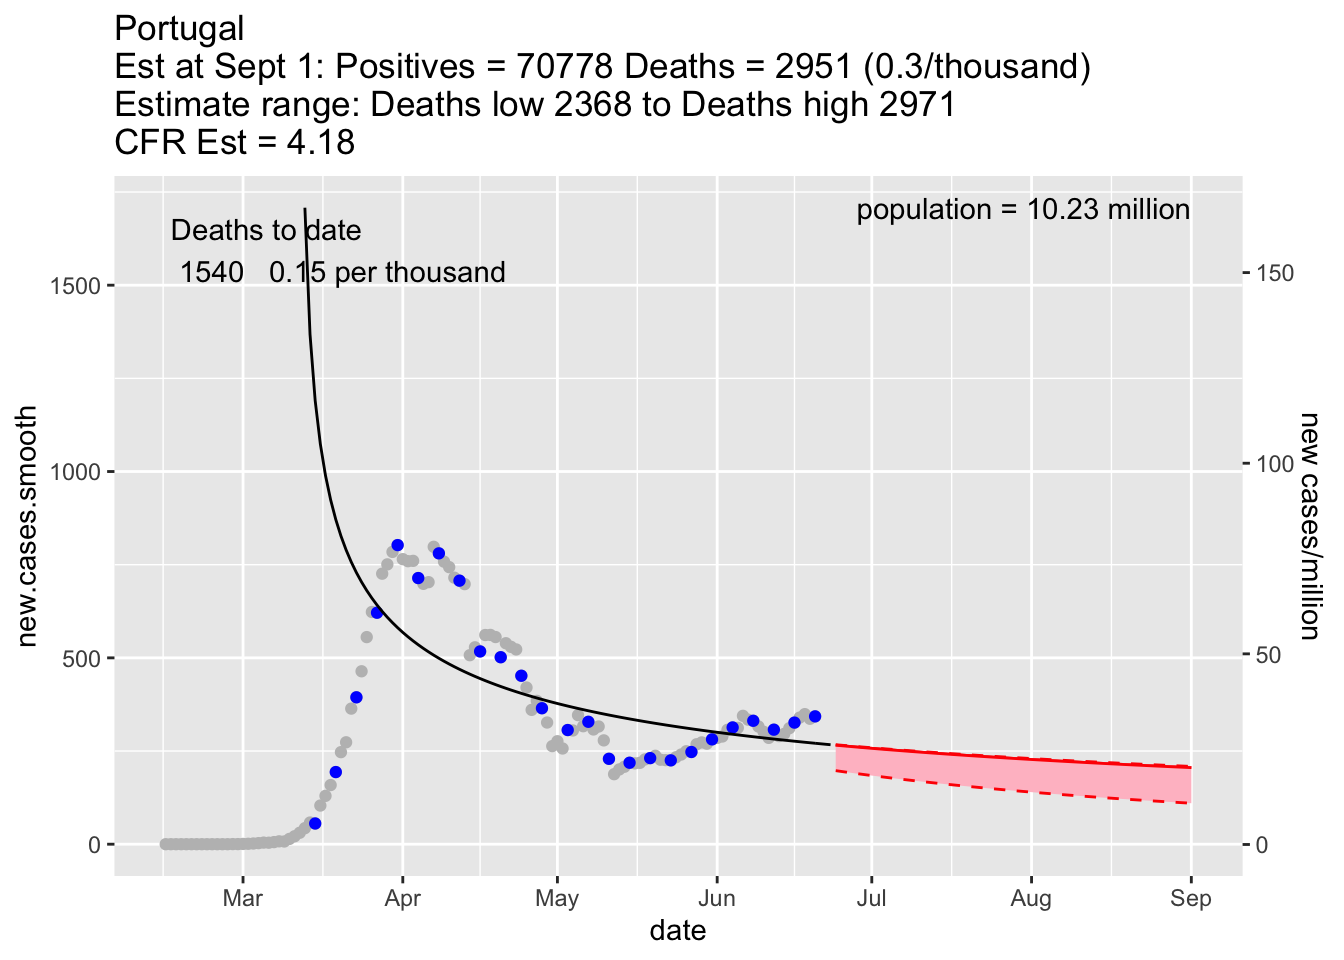 Portugal
Est at Sept 1: Positives = 70778 Deaths = 2951 (0.3/thousand)
Estimate range: Deaths low 2368 to Deaths high 2971
CFR Est = 4.18
population = 10.23 million
Deaths to date
1540 0.15 per thousand
1500
1000
500
0
new.cases.smooth
150
100
50
0
new cases/million
Mar Apr May Jun Jul Aug Sep
date